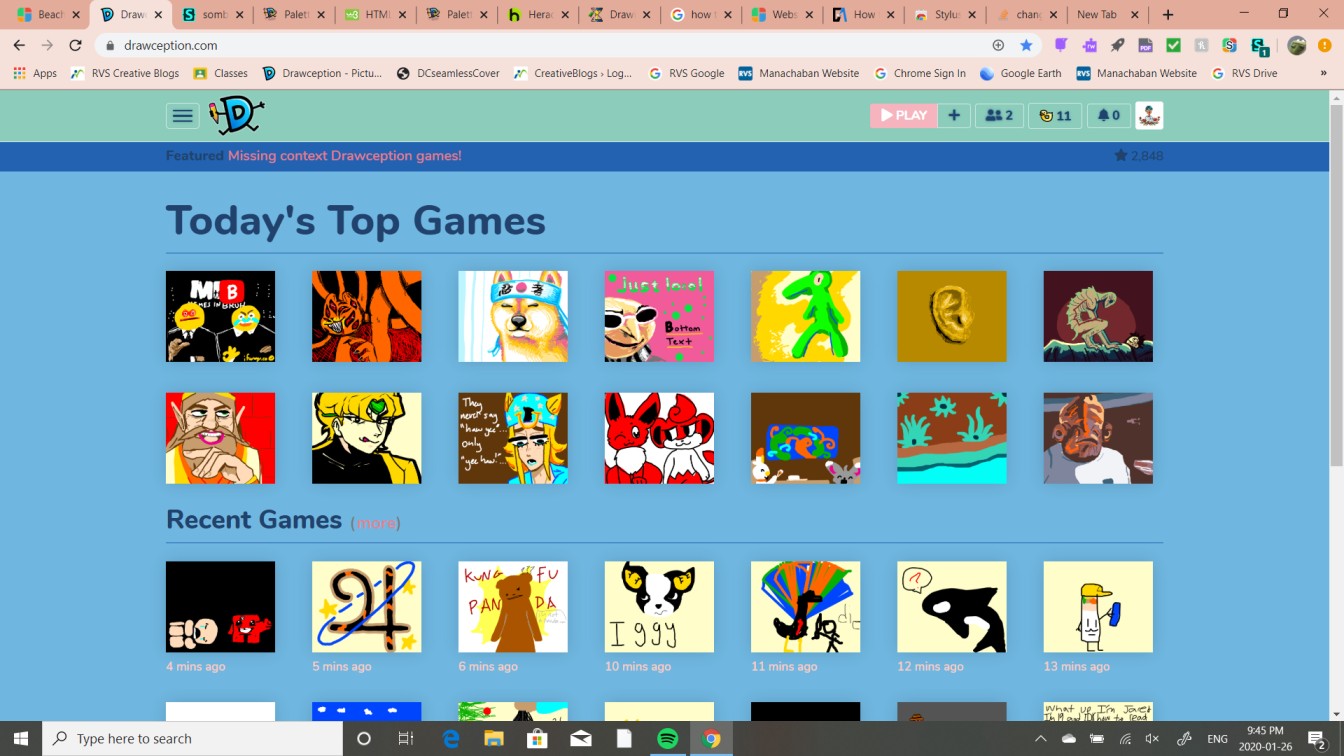 Beach
Drawc
somb
Palett
HTML
Palett
Herac
Draw
how t
Webs
How
Stylus
chang
New Tab
drawception.com
Apps
RVS Creative Blogs
Classes
Drawception - Pictu...
DCseamlessCover
CreativeBlogs › Log...
RVS Google
Manachaban Website
Chrome Sign In
Google Earth
Manachaban Website
RVS Drive
»
PLAY
2
11
0
Featured Missing context Drawception games!
2,848
Today's Top Games
M B
MEMES IN BRUH
just lool
Bottom
Text
They
never say
"haw yee"...
only
"yee haw!"...
Recent Games (more)
KUNG FU
PANDA
Iggy
4 mins ago
5 mins ago
6 mins ago
10 mins ago
11 mins ago
12 mins ago
13 mins ago
What up I'm Jared
Type here to search
ENG
9:45 PM
2020-01-26
2